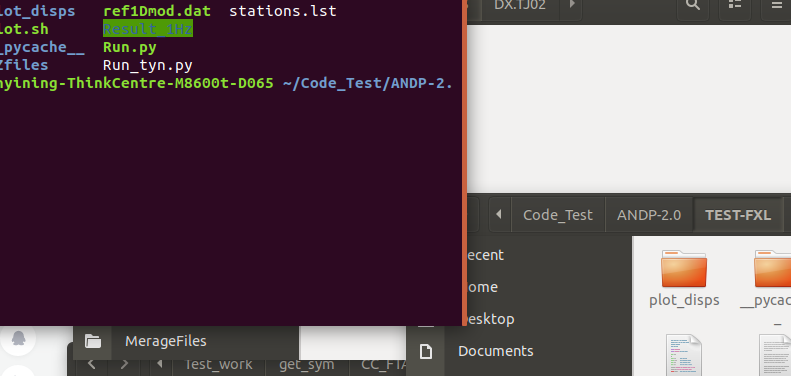 lot_disps ref1Dmod.dat stations.lst
lot.sh Result_1Hz
_pycache__ Run.py
Zfiles Run_tyn.py
nyining-ThinkCentre-M8600t-D065 ~/Code_Test/ANDP-2.
DX.TJ02
Code_Test ANDP-2.0 TEST-FXL
ecent
ome
esktop
Documents
plot_disps
__pycac
_
MerageFiles
Test_work get_sym CC_FTA